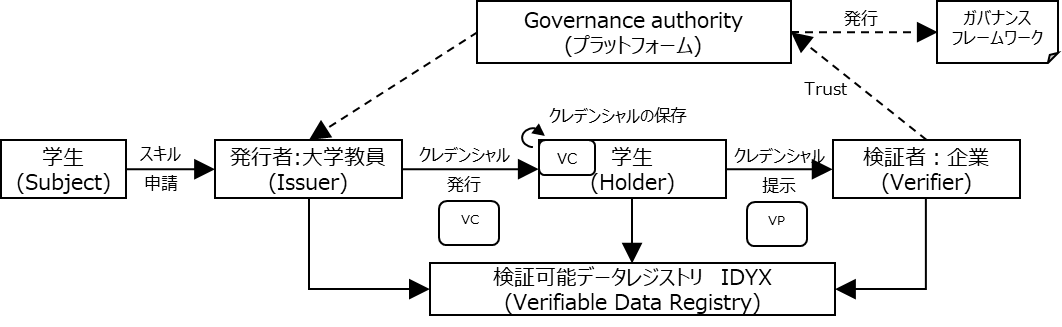 Governance authority
(プラットフォーム)
発行
ガバナンス
フレームワーク
Trust
クレデンシャルの保存
学生
(Subject)
スキル
申請
発行者:大学教員
(Issuer)
クレデンシャル
発行
VC
VC
学生
(Holder)
クレデンシャル
提示
VP
検証者：企業
(Verifier)
検証可能データレジストリ　IDYX
(Verifiable Data Registry)